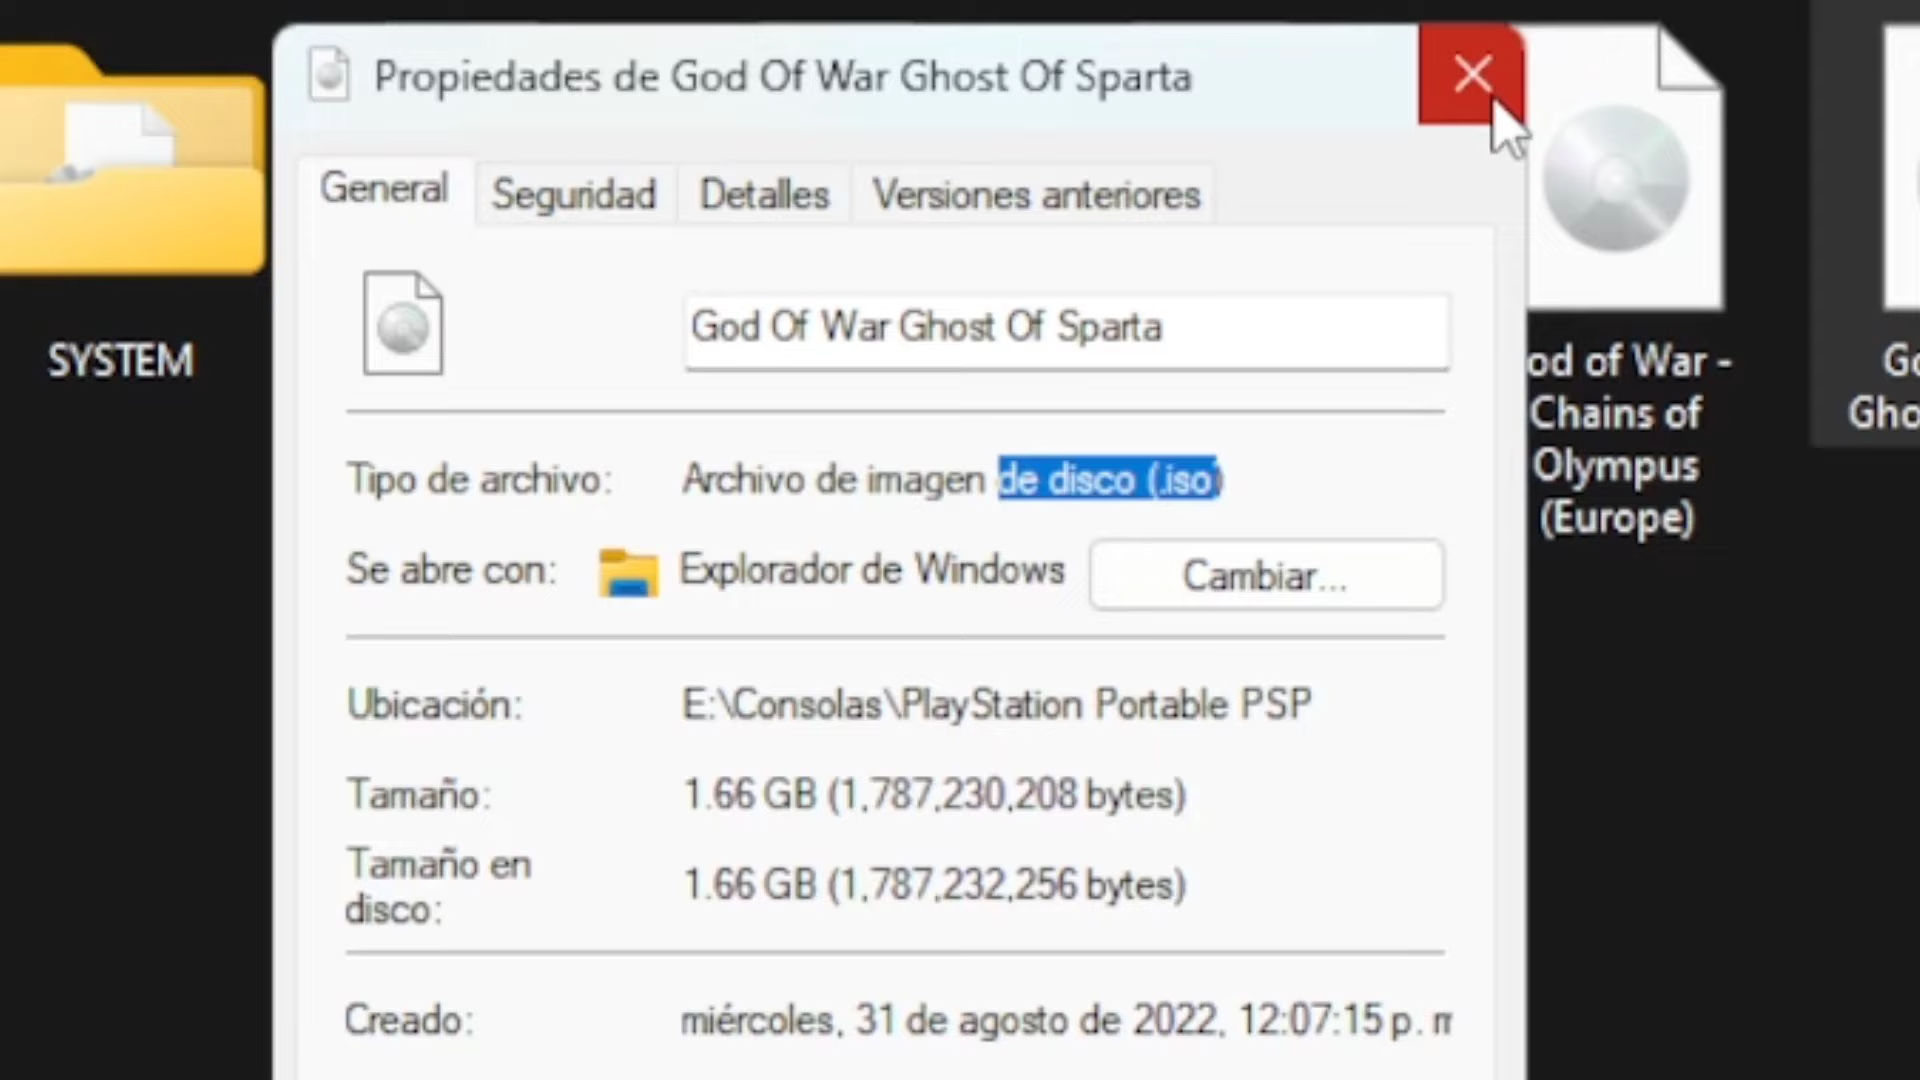 Propiedades de God Of War Ghost Of Sparta
General
Seguridad
Detalles
Versiones anteriores
God Of War Ghost Of Sparta
Tipo de archivo:
Archivo de imagen de disco (.iso)
Se abre con:
Explorador de Windows
Cambiar...
Ubicación:
E:\Consolas\PlayStation Portable PSP
Tamaño:
1.66 GB (1,787,230,208 bytes)
Tamaño en
disco:
1.66 GB (1,787,232,256 bytes)
Creado:
miércoles, 31 de agosto de 2022, 12:07:15 p.
SYSTEM
od of War -
Chains of
Olympus
(Europe)
Go
Gho